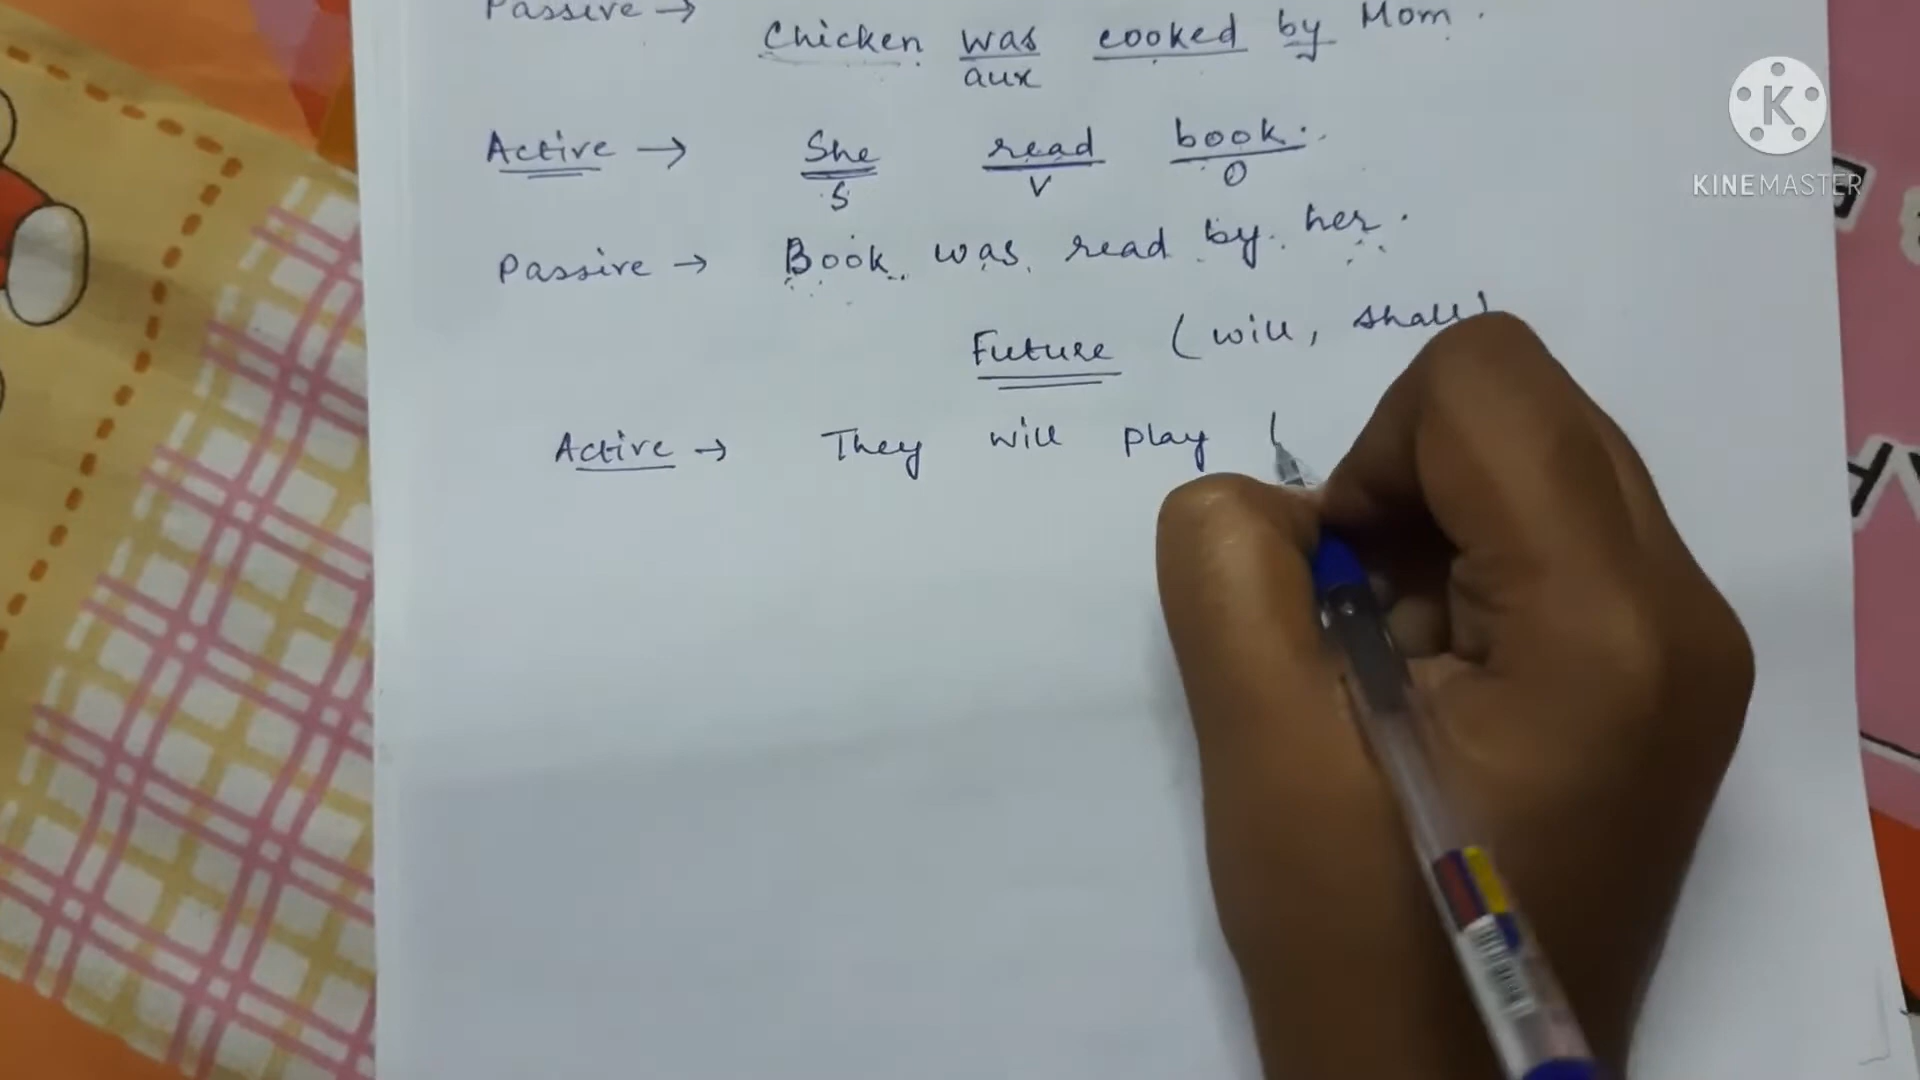 Passive →
Chicken was cooked by Mom.
aux
Active → She read book.
S V O
Passive → Book was read by her.
Future (will, shall)
Active → They will play
K
KINEMASTER